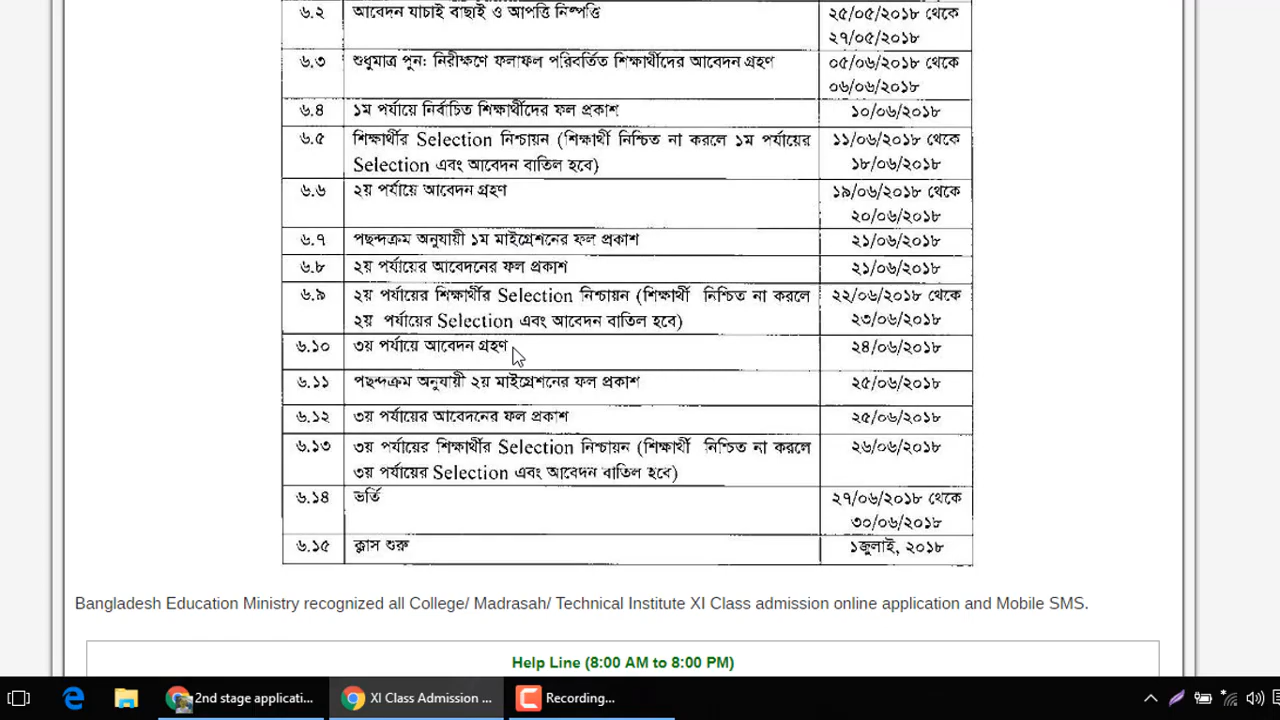 ৬.২ আবেদন যাচাই বাছাই ও আপত্তি নিষ্পত্তি ২৫/০৫/২০১৮ থেকে
২৭/০৫/২০১৮
৬.৩ শুধুমাত্র পুন: নিরীক্ষণে ফলাফল পরিবর্তিত শিক্ষার্থীদের আবেদন গ্রহণ ০৫/০৬/২০১৮ থেকে
০৬/০৬/২০১৮
৬.৪ ১ম পর্যায়ে নির্বাচিত শিক্ষার্থীদের ফল প্রকাশ ১০/০৬/২০১৮
৬.৫ শিক্ষার্থীর Selection নিশ্চায়ন (শিক্ষার্থী নিশ্চিত না করলে ১ম পর্যায়ের ১১/০৬/২০১৮ থেকে
Selection এবং আবেদন বাতিল হবে) ১৮/০৬/২০১৮
৬.৬ ২য় পর্যায়ে আবেদন গ্রহণ ১৯/০৬/২০১৮ থেকে
২০/০৬/২০১৮
৬.৭ পছন্দক্রম অনুযায়ী ১ম মাইগ্রেশনের ফল প্রকাশ ২১/০৬/২০১৮
৬.৮ ২য় পর্যায়ের আবেদনের ফল প্রকাশ ২১/০৬/২০১৮
৬.৯ ২য় পর্যায়ের শিক্ষার্থীর Selection নিশ্চায়ন (শিক্ষার্থী নিশ্চিত না করলে ২২/০৬/২০১৮ থেকে
২য় পর্যায়ের Selection এবং আবেদন বাতিল হবে) ২৩/০৬/২০১৮
৬.১০ ৩য় পর্যায়ে আবেদন গ্রহণ ২৪/০৬/২০১৮
৬.১১ পছন্দক্রম অনুযায়ী ২য় মাইগ্রেশনের ফল প্রকাশ ২৫/০৬/২০১৮
৬.১২ ৩য় পর্যায়ের আবেদনের ফল প্রকাশ ২৫/০৬/২০১৮
৬.১৩ ৩য় পর্যায়ের শিক্ষার্থীর Selection নিশ্চায়ন (শিক্ষার্থী নিশ্চিত না করলে ২৬/০৬/২০১৮
৩য় পর্যায়ের Selection এবং আবেদন বাতিল হবে)
৬.১৪ ভর্তি ২৭/০৬/২০১৮ থেকে
৩০/০৬/২০১৮
৬.১৫ ক্লাস শুরু ১জুলাই, ২০১৮
Bangladesh Education Ministry recognized all College/ Madrasah/ Technical Institute XI Class admission online application and Mobile SMS.
Help Line (8:00 AM to 8:00 PM)
2nd stage applicati... XI Class Admission ... Recording...